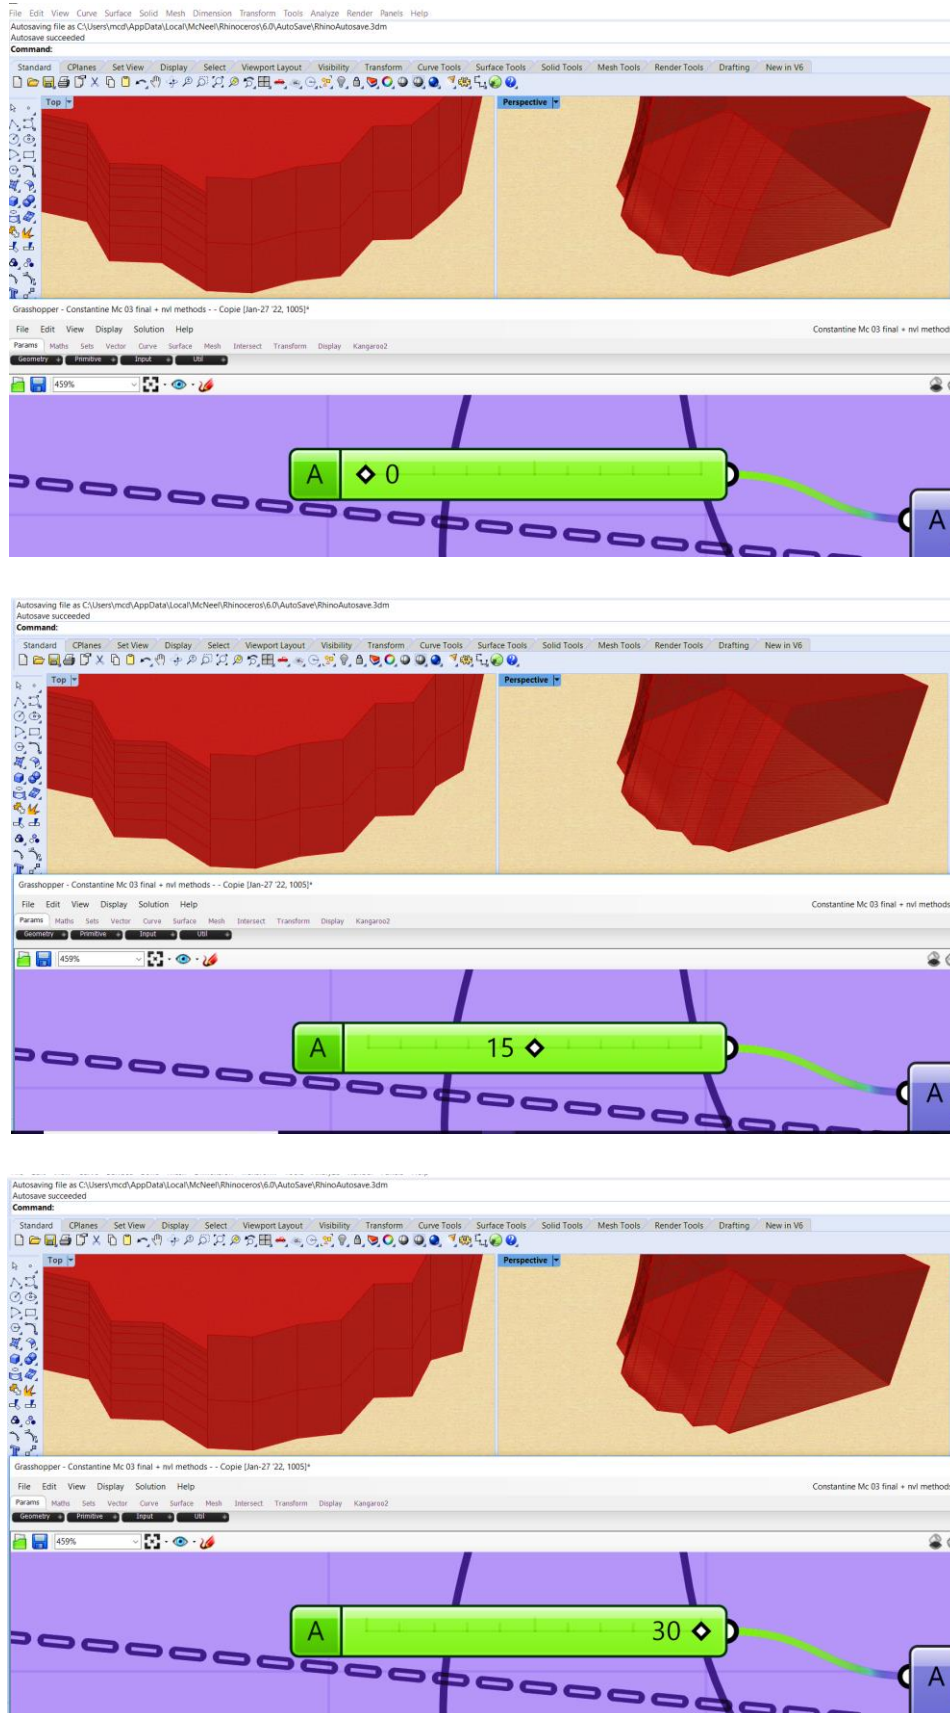 File Edit View Curve Surface Solid Mesh Dimension Transform Tools Analyze Render Panels Help
Autosaving file as C:\Users\mcd\AppData\Local\McNeel\Rhinoceros\6.0\AutoSave\RhinoAutosave.3dm
Autosave succeeded
Command:
Standard CPlanes Set View Display Select Viewport Layout Visibility Transform Curve Tools Surface Tools Solid Tools Mesh Tools Render Tools Drafting New in V6
Top Perspective
Grasshopper - Constantine Mc 03 final + nvl methods - - Copie [Jan-27 '22, 1005]*
File Edit View Display Solution Help Constantine Mc 03 final + nvl methods
Params Maths Sets Vector Curve Surface Mesh Intersect Transform Display Kangaroo2
Geometry Primitive Input Util
459%
A 0
A
Autosaving file as C:\Users\mcd\AppData\Local\McNeel\Rhinoceros\6.0\AutoSave\RhinoAutosave.3dm
Autosave succeeded
Command:
Standard CPlanes Set View Display Select Viewport Layout Visibility Transform Curve Tools Surface Tools Solid Tools Mesh Tools Render Tools Drafting New in V6
Top Perspective
Grasshopper - Constantine Mc 03 final + nvl methods - - Copie [Jan-27 '22, 1005]*
File Edit View Display Solution Help Constantine Mc 03 final + nvl methods
Params Maths Sets Vector Curve Surface Mesh Intersect Transform Display Kangaroo2
Geometry Primitive Input Util
459%
A 15
A
Autosaving file as C:\Users\mcd\AppData\Local\McNeel\Rhinoceros\6.0\AutoSave\RhinoAutosave.3dm
Autosave succeeded
Command:
Standard CPlanes Set View Display Select Viewport Layout Visibility Transform Curve Tools Surface Tools Solid Tools Mesh Tools Render Tools Drafting New in V6
Top Perspective
Grasshopper - Constantine Mc 03 final + nvl methods - - Copie [Jan-27 '22, 1005]*
File Edit View Display Solution Help Constantine Mc 03 final + nvl methods
Params Maths Sets Vector Curve Surface Mesh Intersect Transform Display Kangaroo2
Geometry Primitive Input Util
459%
A 30
A